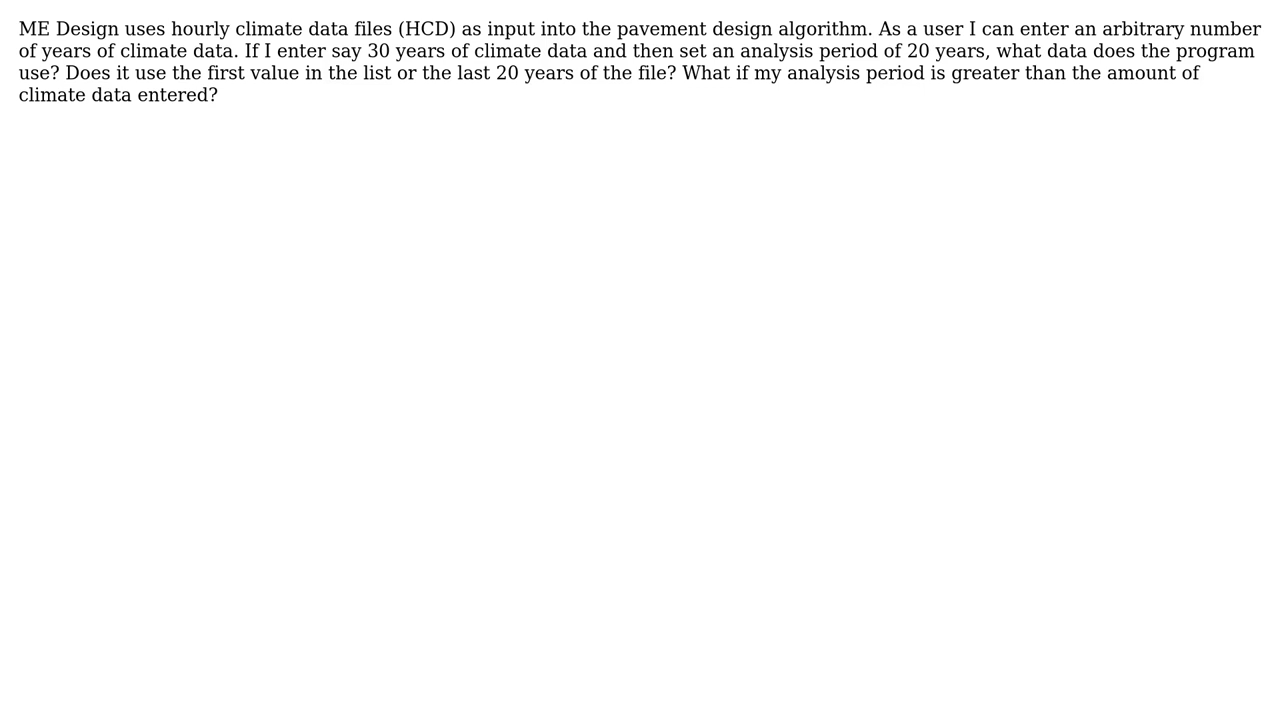 ME Design uses hourly climate data files (HCD) as input into the pavement design algorithm. As a user I can enter an arbitrary number
of years of climate data. If I enter say 30 years of climate data and then set an analysis period of 20 years, what data does the program
use? Does it use the first value in the list or the last 20 years of the file? What if my analysis period is greater than the amount of
climate data entered?